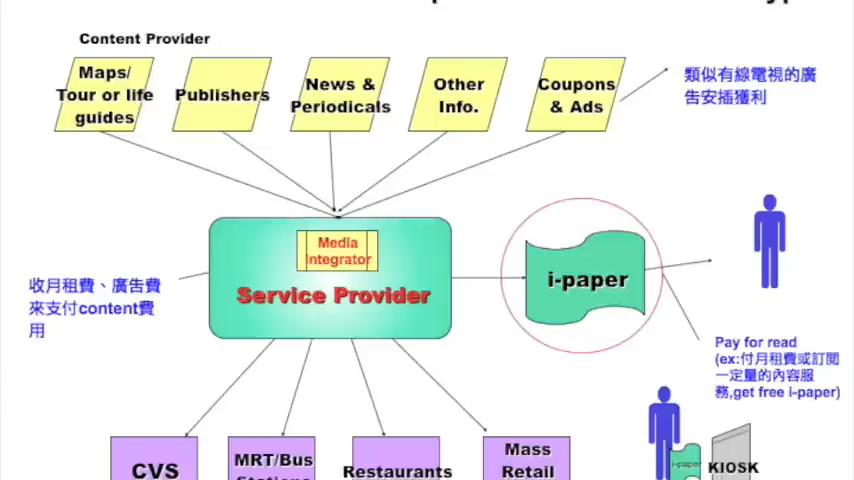 Content Provider
Maps/
Tour or life
guides
Publishers
News &
Periodicals
Other
Info.
Coupons
& Ads
類似有線電視的廣
告安插獲利
Media
Integrator
Service Provider
i-paper
收月租費、廣告費
來支付content費
用
Pay for read
(ex:付月租費或訂閱
一定量的內容服
務,get free i-paper)
CVS
MRT/Bus
Stations
Restaurants
Mass
Retail
i-paper
KIOSK